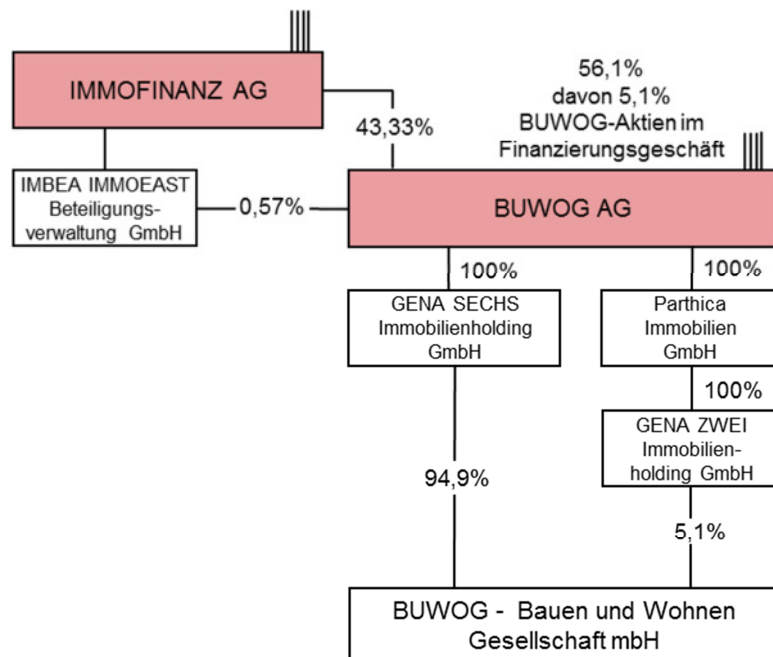 IMMOFINANZ AG
43,33%
56,1%
davon 5,1%
BUWOG-Aktien im
Finanzierungsgeschäft
IMBEA IMMOEAST
Beteiligungs-
verwaltung GmbH
0,57%
BUWOG AG
100%
100%
GENA SECHS
Immobilienholding
GmbH
Parthica
Immobilien
GmbH
100%
GENA ZWEI
Immobilien-
holding GmbH
94,9%
5,1%
BUWOG - Bauen und Wohnen
Gesellschaft mbH